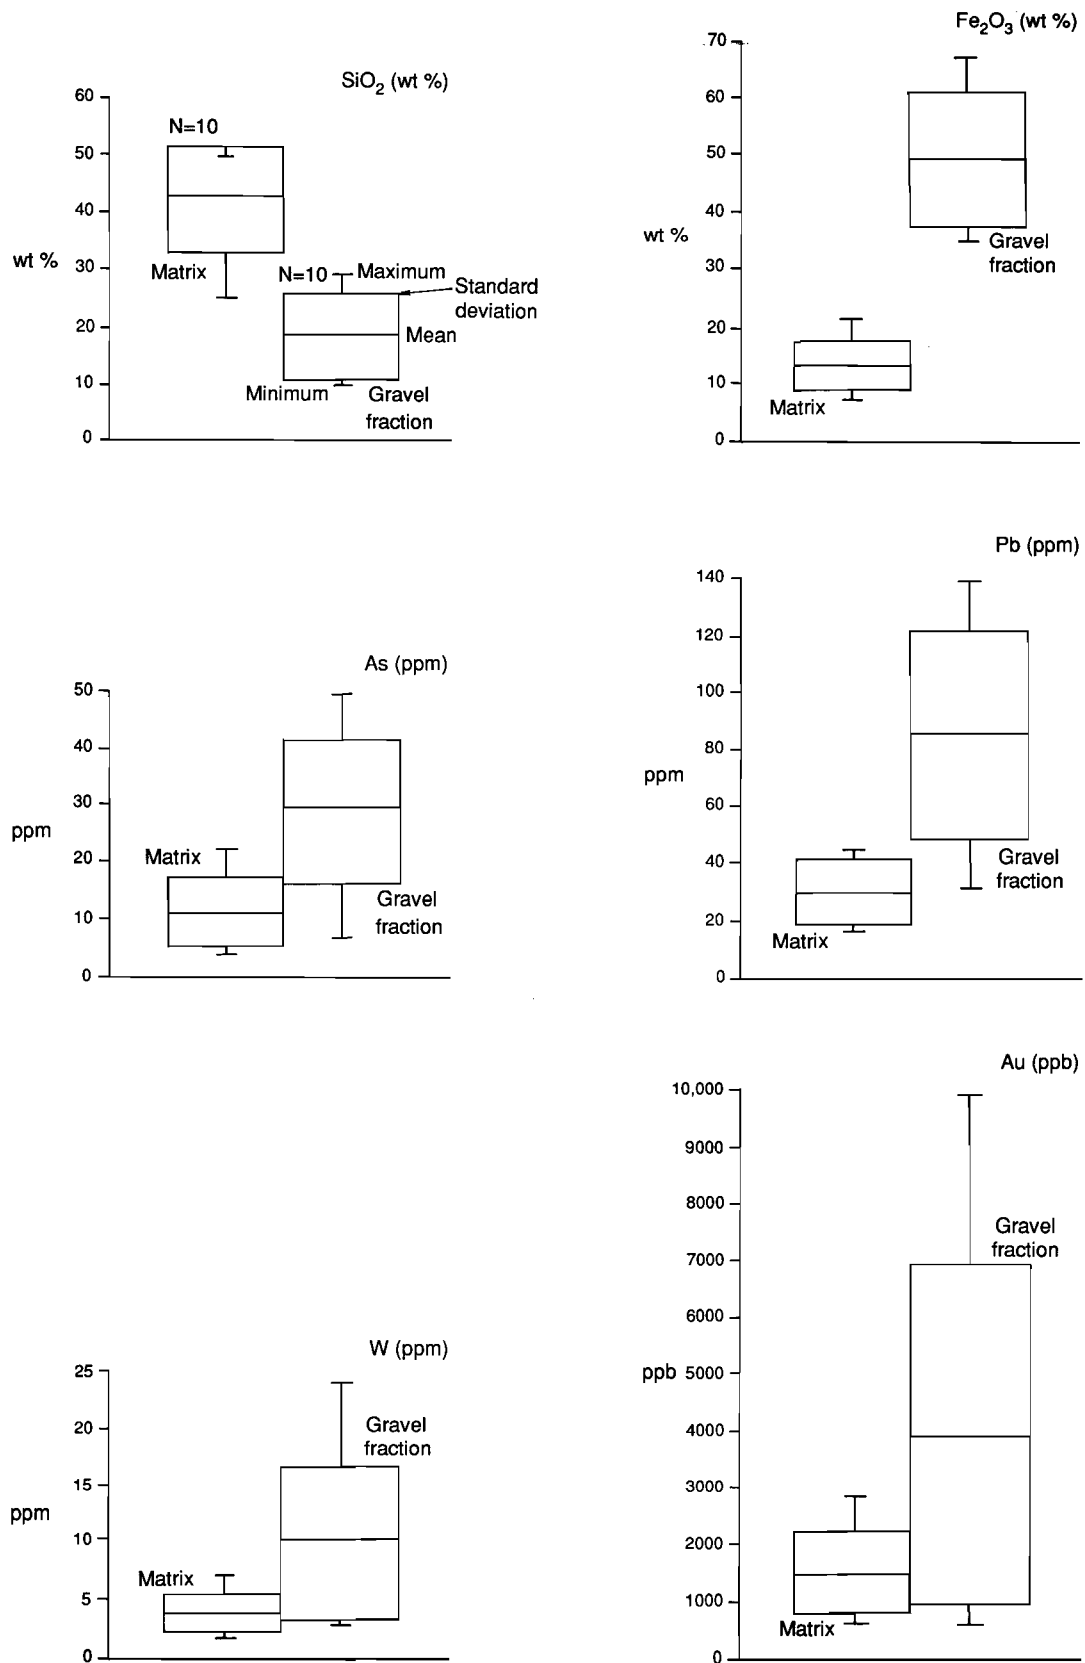 SiO2 (wt %)
60
50
40
30
20
10
0
wt %
N=10
Matrix
N=10
Maximum
Standard
deviation
Mean
Minimum
Gravel
fraction
Fe2O3 (wt %)
70
60
50
40
30
20
10
0
wt %
Gravel
fraction
Matrix
As (ppm)
50
40
30
20
10
0
ppm
Matrix
Gravel
fraction
Pb (ppm)
140
120
100
80
60
40
20
0
ppm
Gravel
fraction
Matrix
W (ppm)
25
20
15
10
5
0
ppm
Gravel
fraction
Matrix
Au (ppb)
10,000
9000
8000
7000
6000
ppb 5000
4000
3000
2000
1000
0
Gravel
fraction
Matrix